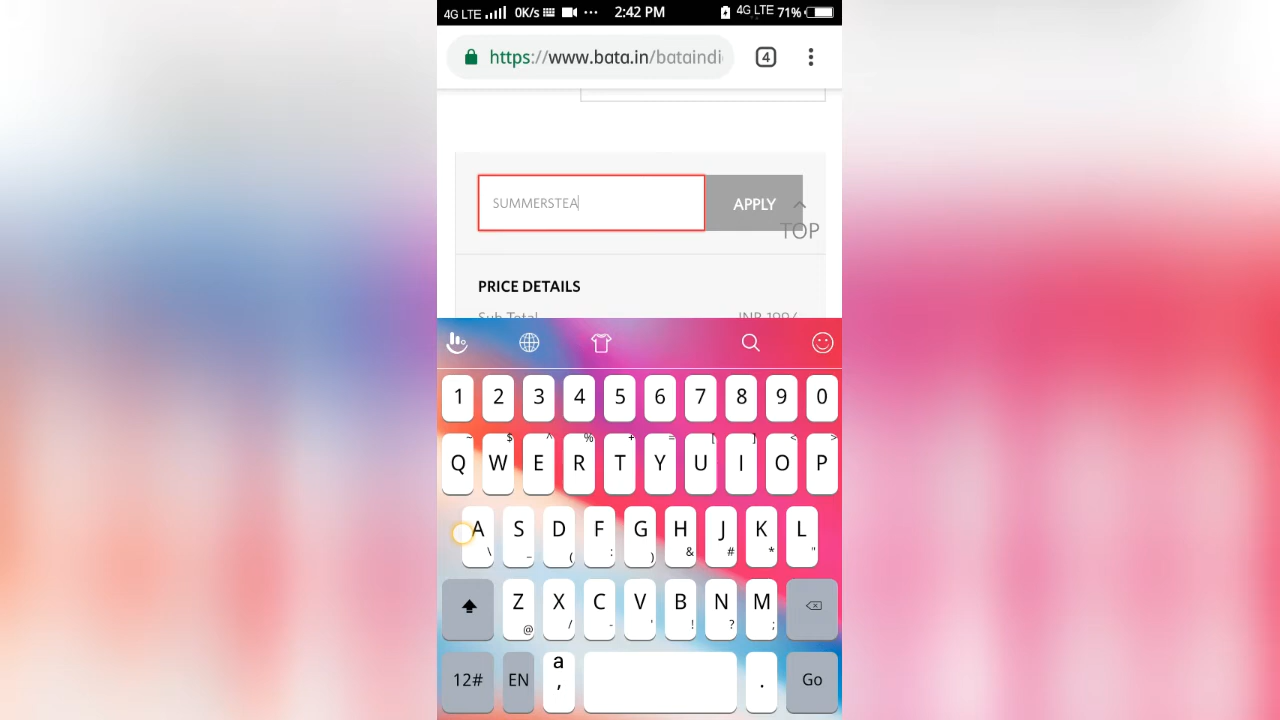 4G LTE 0K/s ... 2:42 PM 4G LTE 71%
https://www.bata.in/bataindi 4
SUMMERSTEA APPLY
TOP
PRICE DETAILS
Sub Total INR 199/
1 2 3 4 5 6 7 8 9 0
~ $ ^ % + = [ ] < >
Q W E R T Y U I O P
A S D F G H J K L
\ _ ( : ) & # * "
Z X C V B N M
@ / - ' ! ? ;
12# EN a , . Go